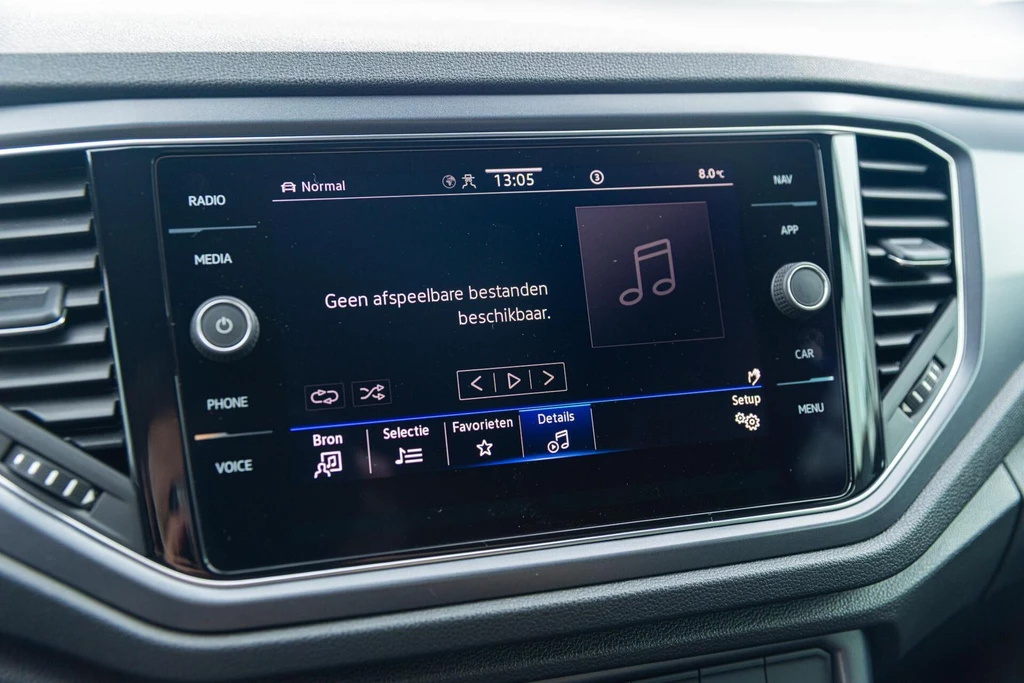 RADIO
MEDIA
PHONE
VOICE
Normal
13:05
3
8.0°C
Geen afspeelbare bestanden
beschikbaar.
Bron
Selectie
Favorieten
Details
Setup
NAV
APP
CAR
MENU